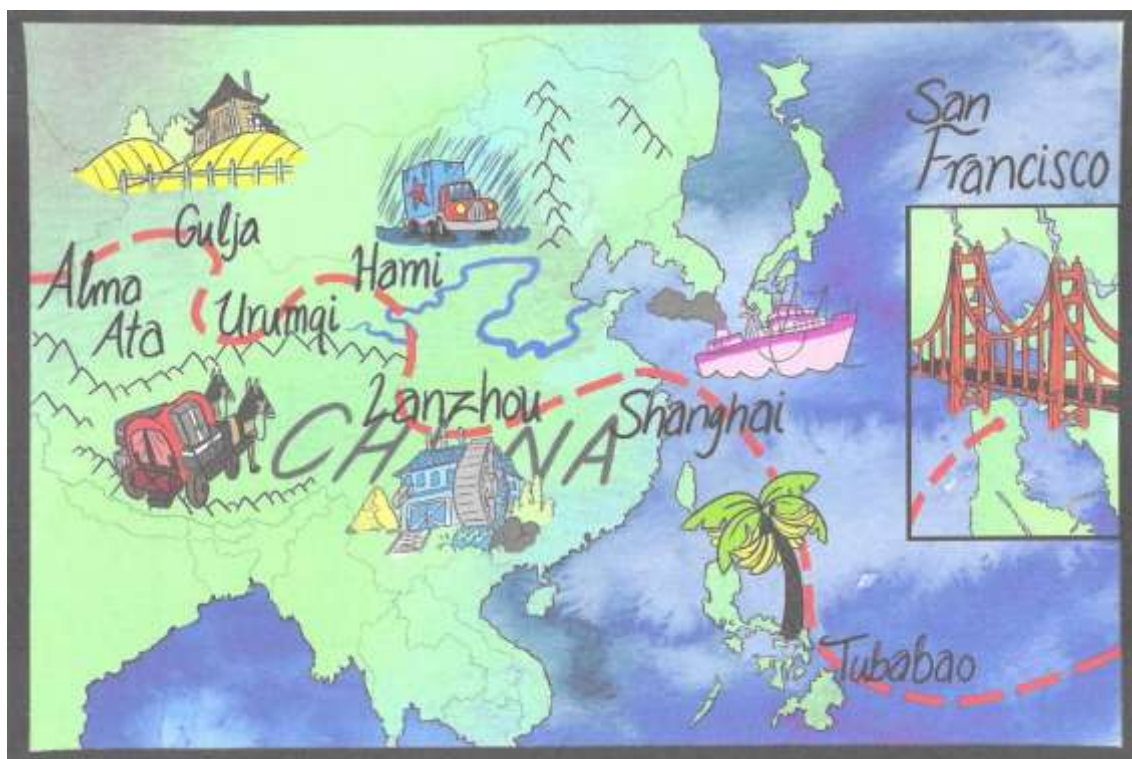 San
Francisco
Gulja
Alma
Ata
Hami
Urumqi
Lanzhou
CHINA
Shanghai
Tubabao